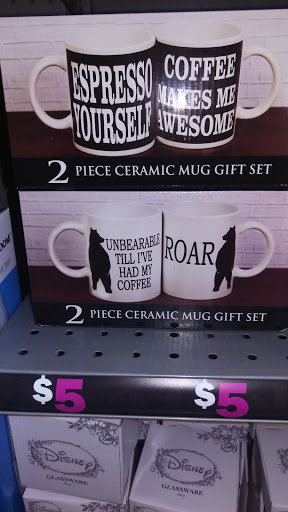 ESPRESSO
YOURSELF
COFFEE
MAKES ME
AWESOME
2 PIECE CERAMIC MUG GIFT SET
UNBEARABLE
TILL I'VE
HAD MY
COFFEE
ROAR
2 PIECE CERAMIC MUG GIFT SET
$5
$5
Disney
GLASSWARE
Disney
GLASSWARE